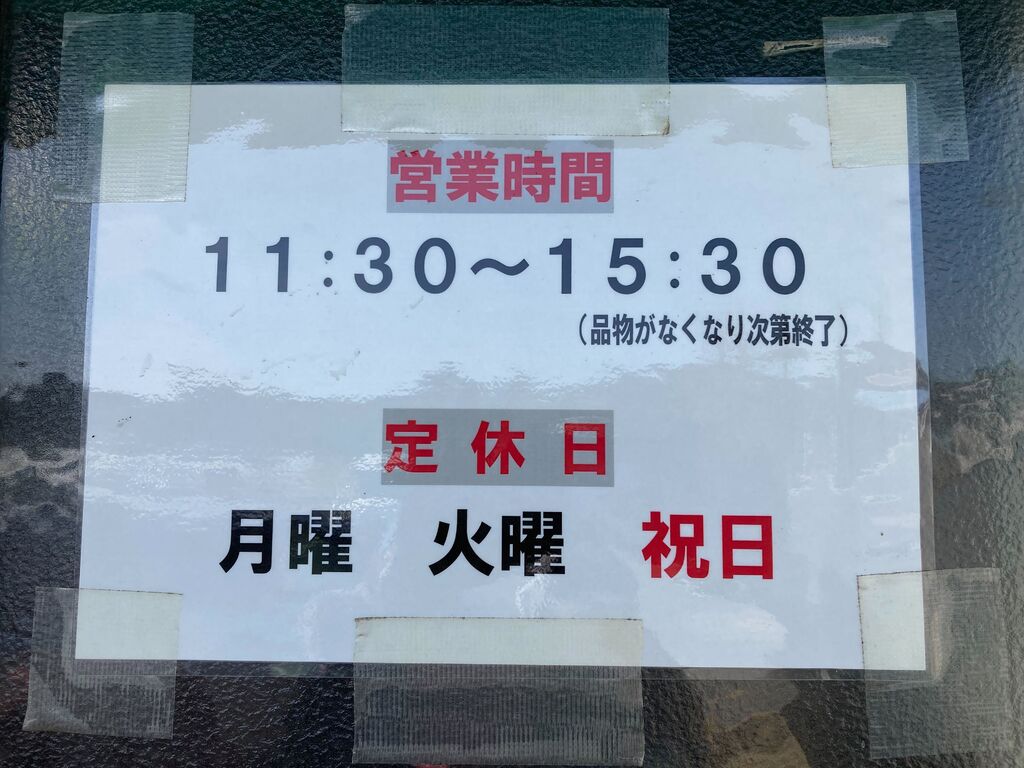 営業時間
11:30～15:30
（品物がなくなり次第終了）
定休日
月曜　火曜　祝日